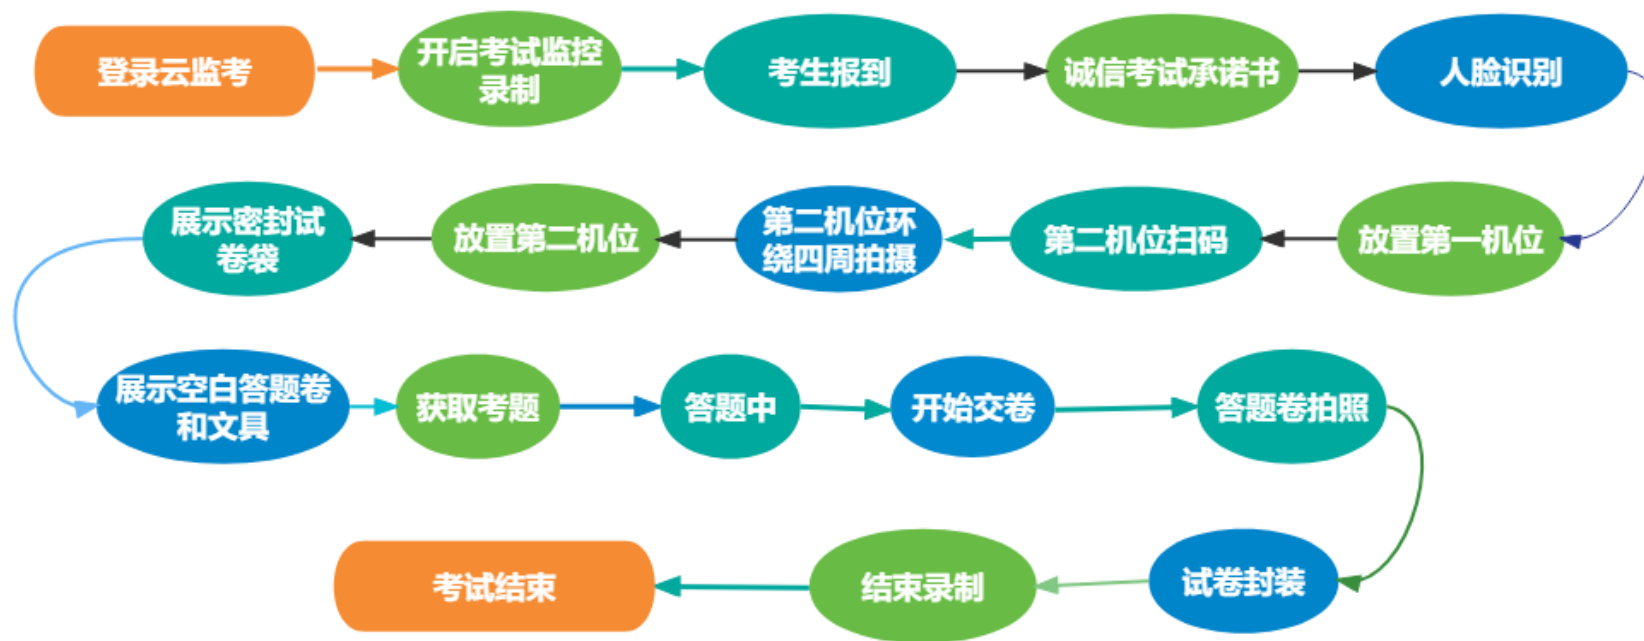 登录云监考
开启考试监控
录制
考生报到
诚信考试承诺书
人脸识别
放置第一机位
第二机位扫码
第二机位环
绕四周拍摄
放置第二机位
展示密封试
卷袋
展示空白答题卷
和文具
获取考题
答题中
开始交卷
答题卷拍照
试卷封装
结束录制
考试结束